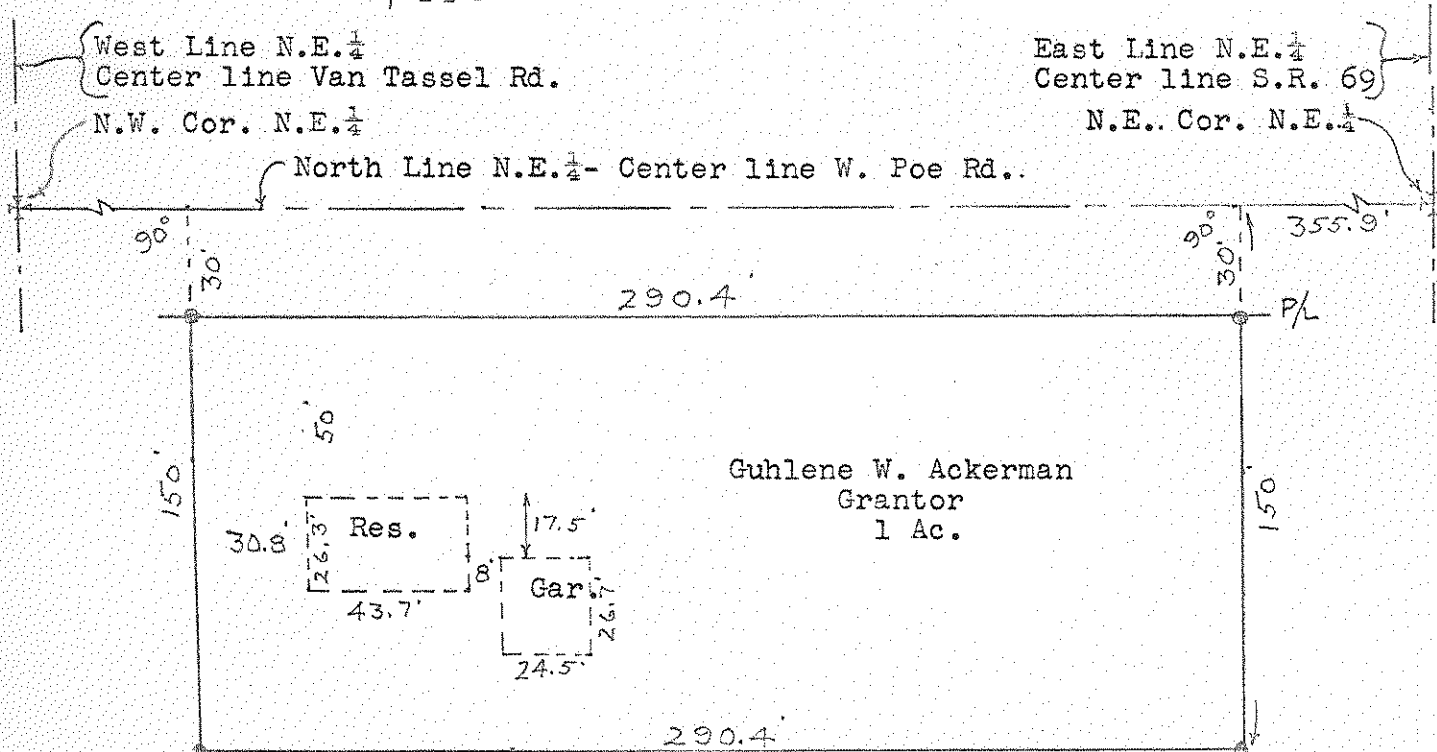 West Line N.E.¼
Center line Van Tassel Rd.
N.W. Cor. N.E.¼
East Line N.E.¼
Center line S.R. 69
N.E.. Cor. N.E.¼
North Line N.E.¼- Center line W. Poe Rd..
90°
30'
90°
30'
355.9'
290.4'
P/L
50'
150'
Guhlene W. Ackerman
Grantor
1 Ac.
150'
30.8'
26.3'
Res.
43.7'
8'
17.5'
Gar.
26.7'
24.5'
290.4'